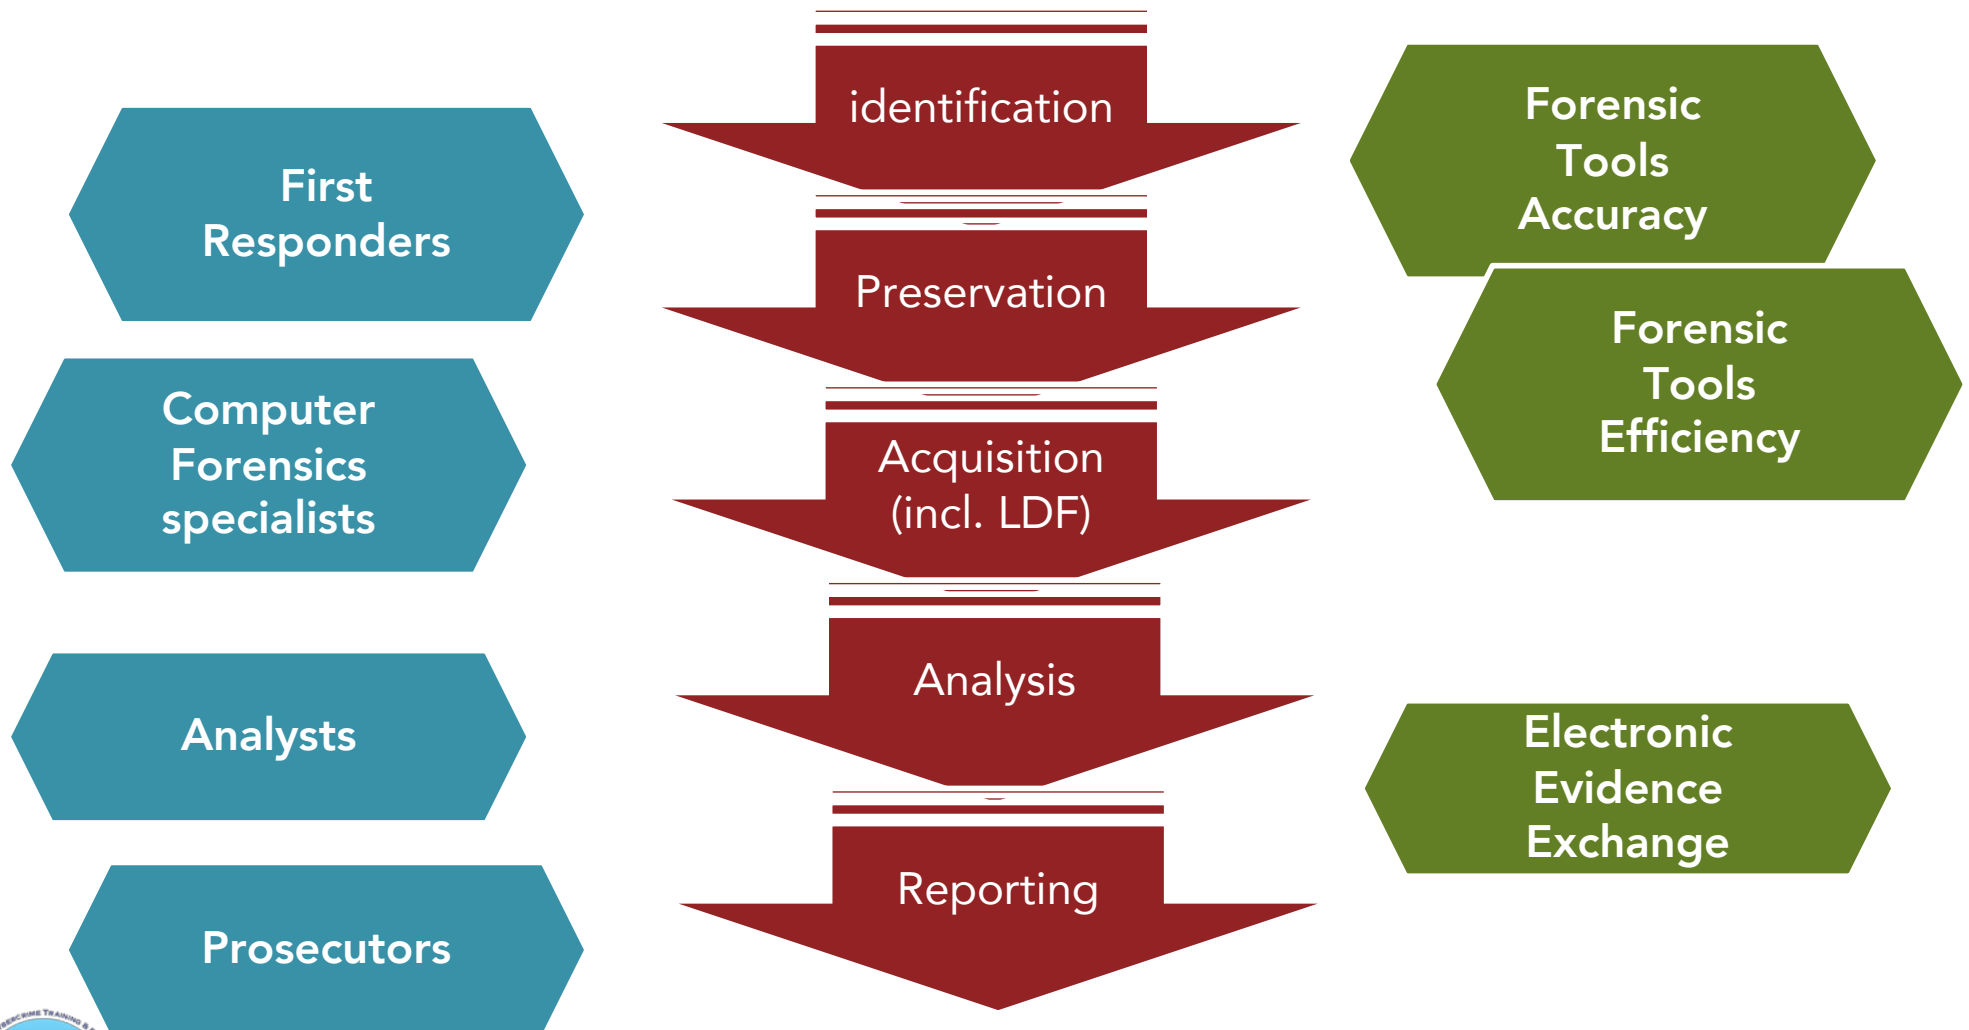 identification
Preservation
Acquisition
(incl. LDF)
Analysis
Reporting
First
Responders
Computer
Forensics
specialists
Analysts
Prosecutors
Forensic
Tools
Accuracy
Forensic
Tools
Efficiency
Electronic
Evidence
Exchange
TRAINING &